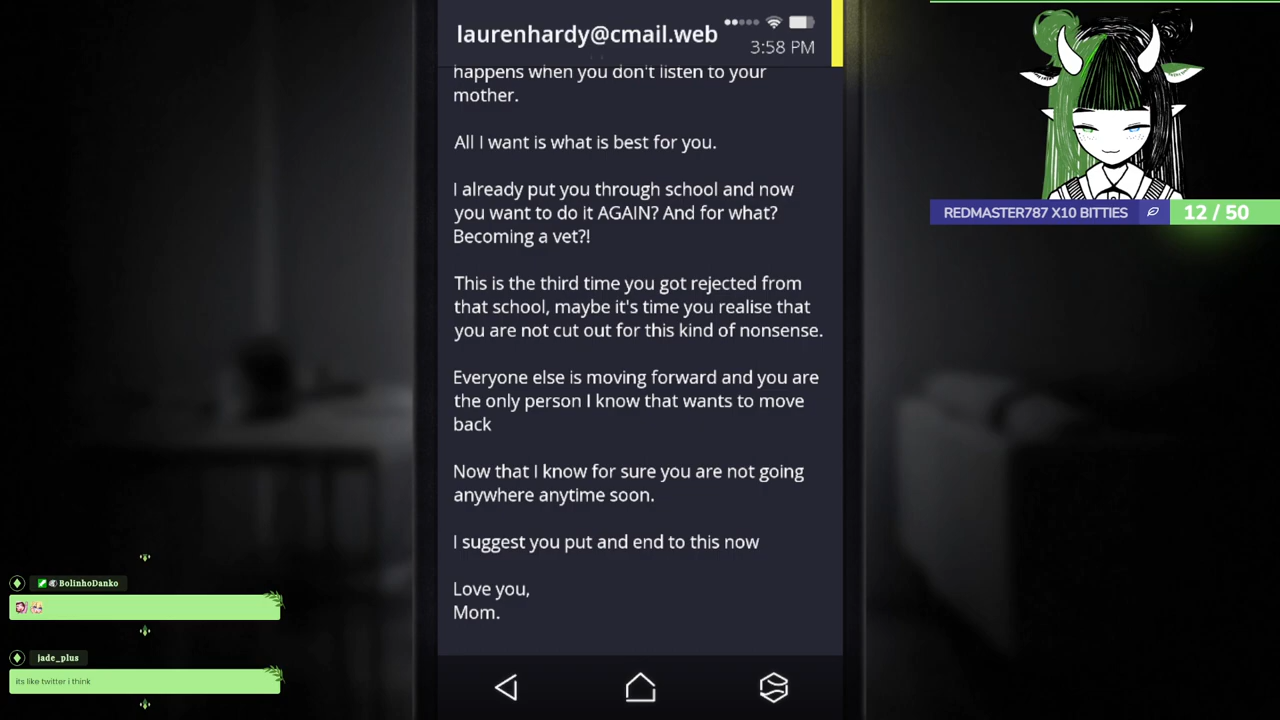 laurenhardy@cmail.web
3:58 PM
happens when you don't listen to your
mother.
All I want is what is best for you.
I already put you through school and now
you want to do it AGAIN? And for what?
Becoming a vet?!
This is the third time you got rejected from
that school, maybe it's time you realise that
you are not cut out for this kind of nonsense.
Everyone else is moving forward and you are
the only person I know that wants to move
back
Now that I know for sure you are not going
anywhere anytime soon.
I suggest you put and end to this now
Love you,
Mom.
REDMASTER787 X10 BITTIES
12 / 50
BolinhoDanko
jade_plus
its like twitter i think